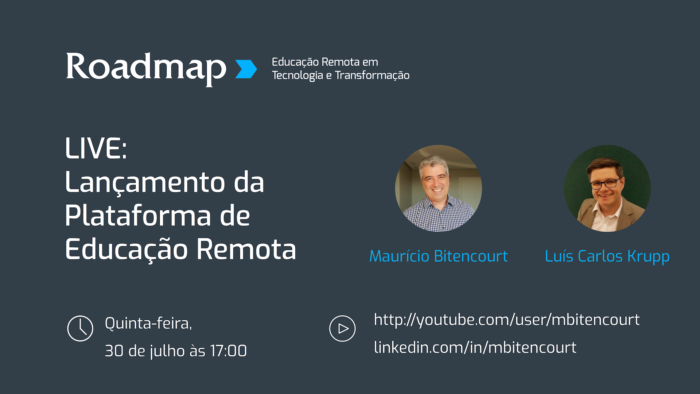 Roadmap
Educação Remota em
Tecnologia e Transformação
LIVE:
Lançamento da
Plataforma de
Educação Remota
Maurício Bitencourt
Luís Carlos Krupp
Quinta-feira,
30 de julho às 17:00
http://youtube.com/user/mbitencourt
linkedin.com/in/mbitencourt